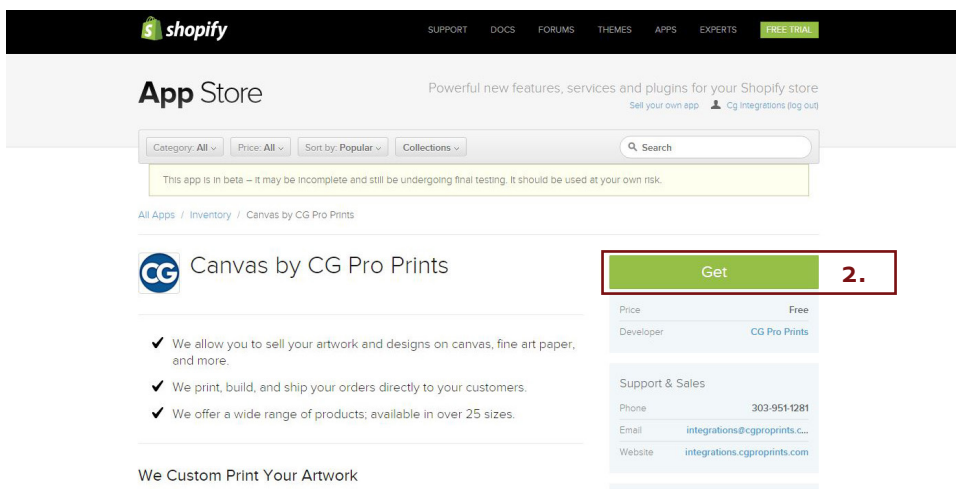 shopify
SUPPORT DOCS FORUMS THEMES APPS EXPERTS FREE TRIAL
App Store
Powerful new features, services and plugins for your Shopify store
Sell your own app Cg Integrations (log out)
Category: All Price: All Sort by: Popular Collections Search
This app is in beta – it may be incomplete and still be undergoing final testing. It should be used at your own risk.
All Apps / Inventory / Canvas by CG Pro Prints
CG
Canvas by CG Pro Prints
Get
2.
Price Free
Developer CG Pro Prints
We allow you to sell your artwork and designs on canvas, fine art paper,
and more.
We print, build, and ship your orders directly to your customers.
We offer a wide range of products; available in over 25 sizes.
Support & Sales
Phone 303-951-1281
Email integrations@cgproprints.c...
Website integrations.cgproprints.com
We Custom Print Your Artwork